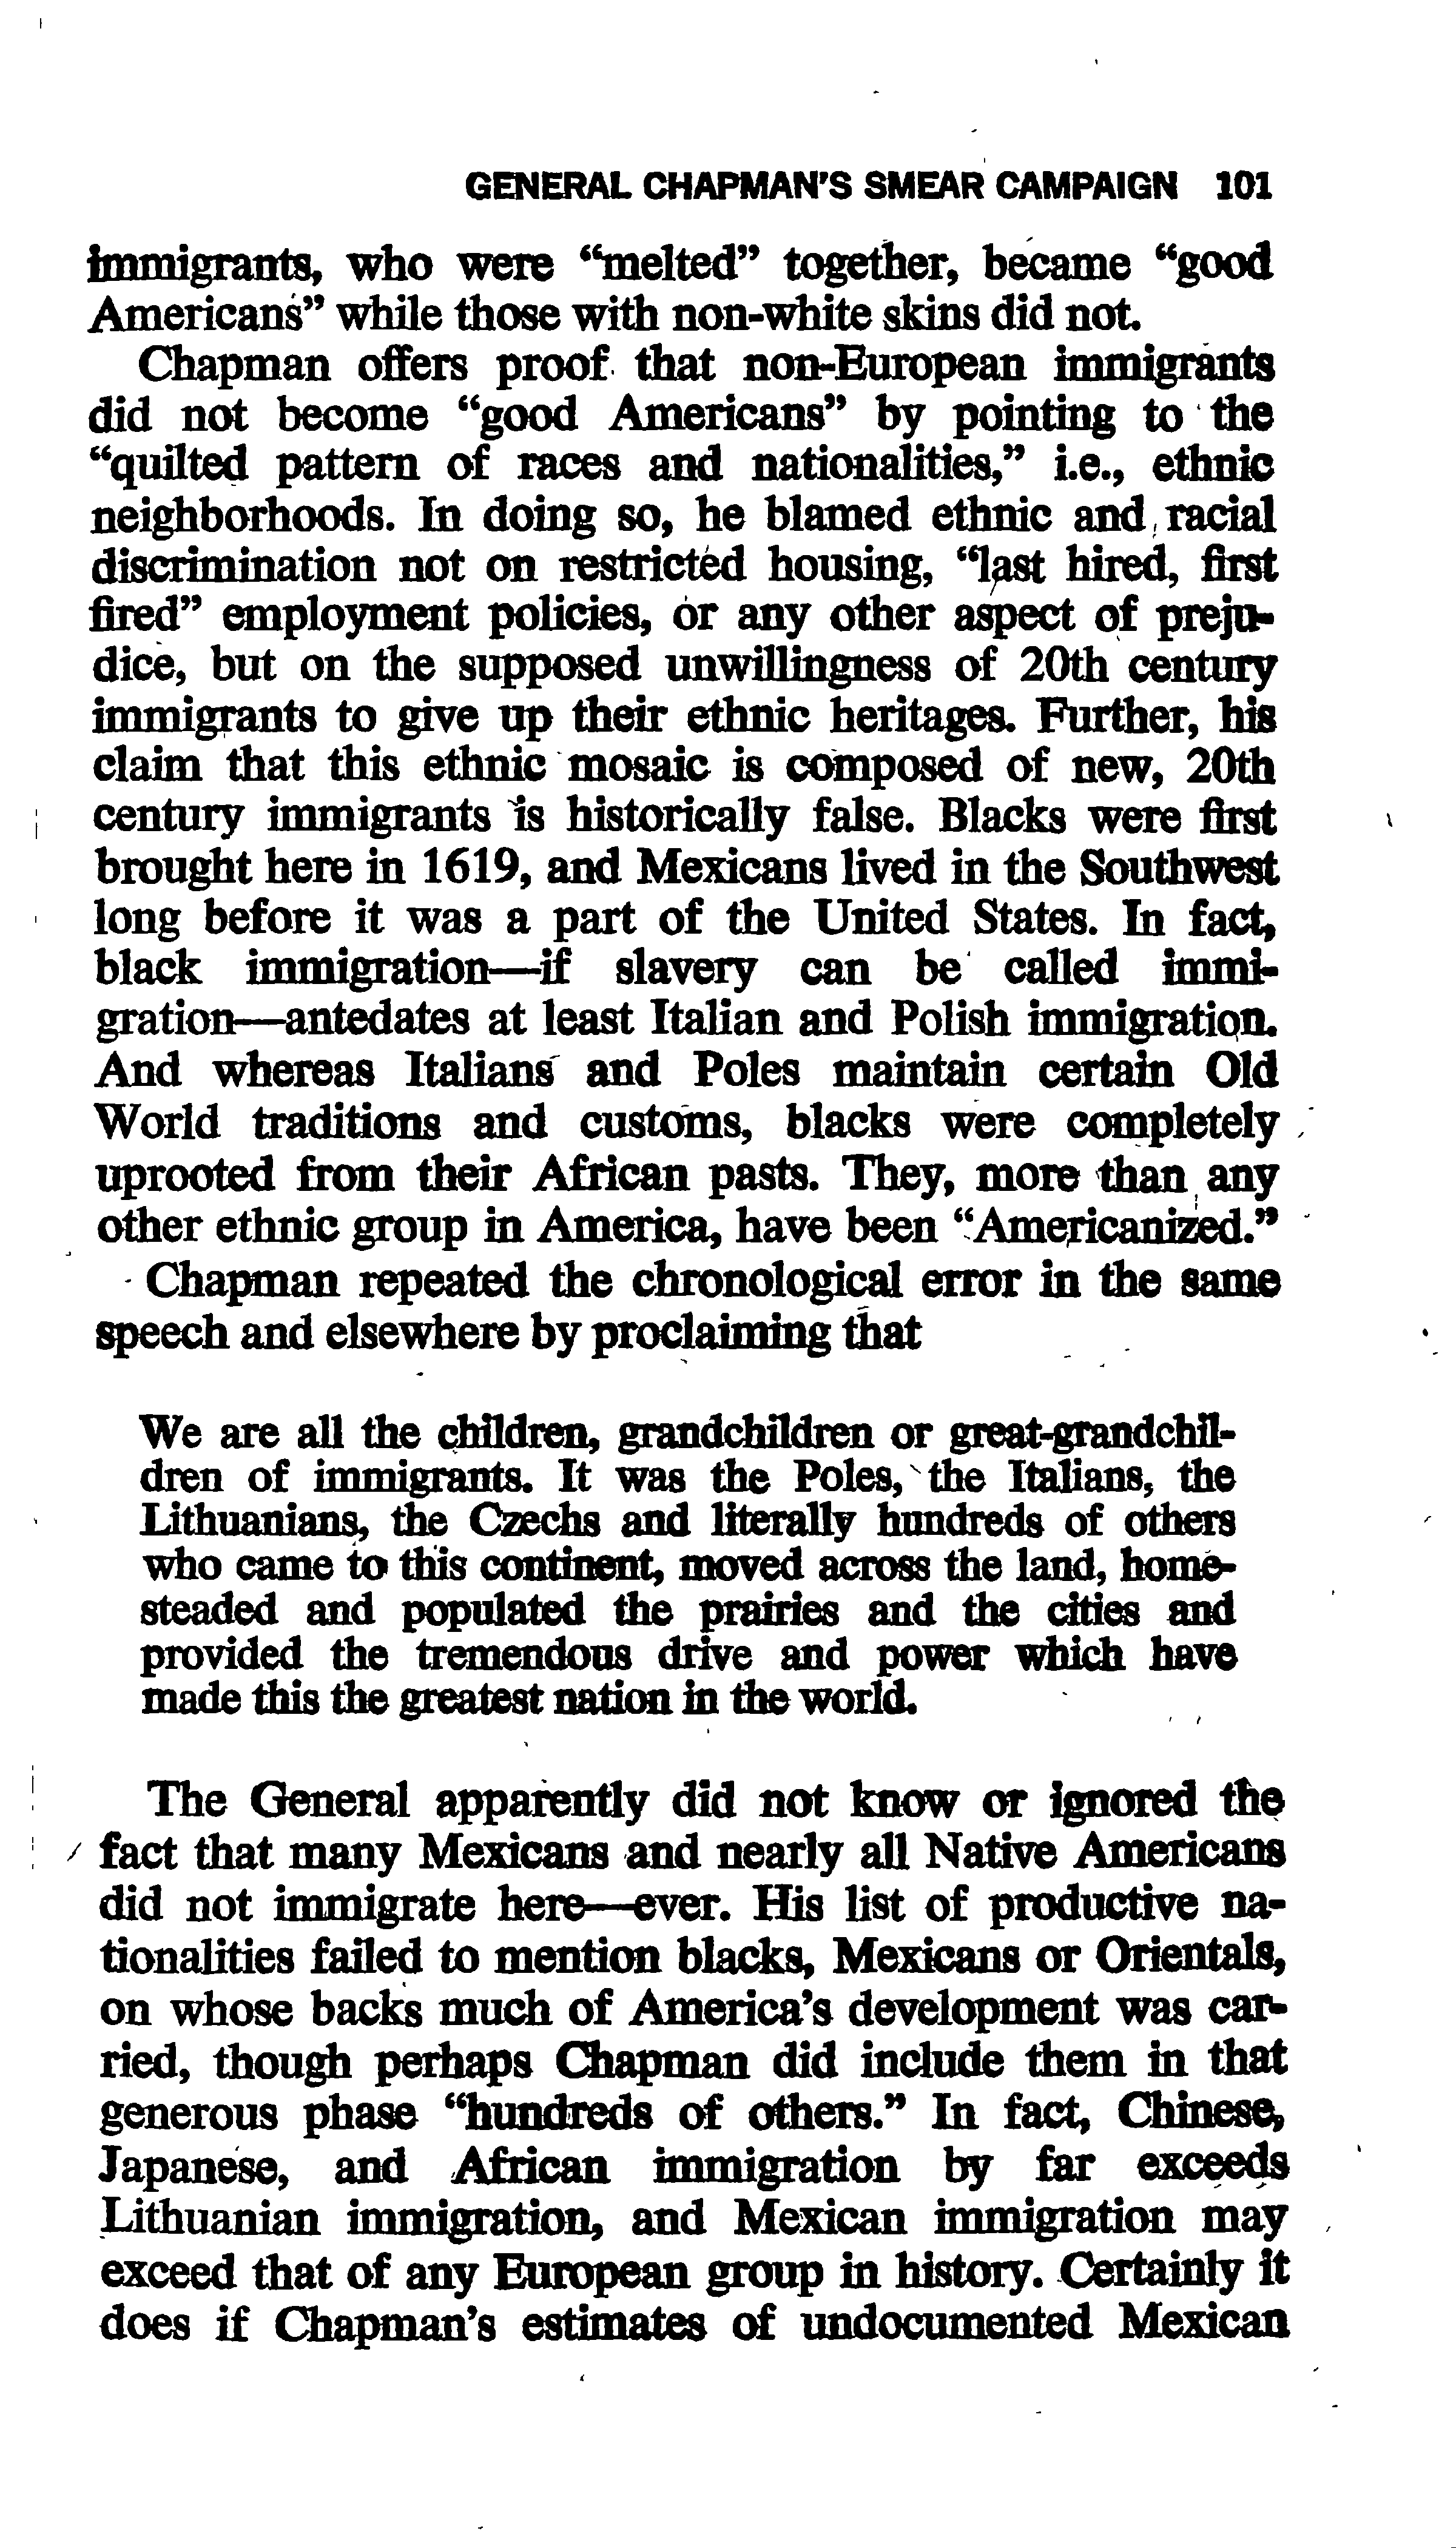 GENERAL CHAPMAN'S SMEAR CAMPAIGN 101
immigrants, who were “melted” together, became “good
Americans” while those with non-white skins did not.
Chapman offers proof that non-European immigrants
did not become “good Americans” by pointing to the
“quilted pattern of races and nationalities,” i.e., ethnic
neighborhoods. In doing so, he blamed ethnic and racial
discrimination not on restricted housing, “last hired, first
fired” employment policies, or any other aspect of preju-
dice, but on the supposed unwillingness of 20th century
immigrants to give up their ethnic heritages. Further, his
claim that this ethnic mosaic is composed of new, 20th
century immigrants is historically false. Blacks were first
brought here in 1619, and Mexicans lived in the Southwest
long before it was a part of the United States. In fact,
black immigration—if slavery can be called immi-
gration—antedates at least Italian and Polish immigration.
And whereas Italians and Poles maintain certain Old
World traditions and customs, blacks were completely
uprooted from their African pasts. They, more than any
other ethnic group in America, have been “Americanized.”
Chapman repeated the chronological error in the same
speech and elsewhere by proclaiming that
We are all the children, grandchildren or great-grandchil-
dren of immigrants. It was the Poles, the Italians, the
Lithuanians, the Czechs and literally hundreds of others
who came to this continent, moved across the land, home-
steaded and populated the prairies and the cities and
provided the tremendous drive and power which have
made this the greatest nation in the world.
The General apparently did not know or ignored the
fact that many Mexicans and nearly all Native Americans
did not immigrate here—ever. His list of productive na-
tionalities failed to mention blacks, Mexicans or Orientals,
on whose backs much of America's development was car-
ried, though perhaps Chapman did include them in that
generous phase “hundreds of others.” In fact, Chinese,
Japanese, and African immigration by far exceeds
Lithuanian immigration, and Mexican immigration may
exceed that of any European group in history. Certainly it
does if Chapman's estimates of undocumented Mexican